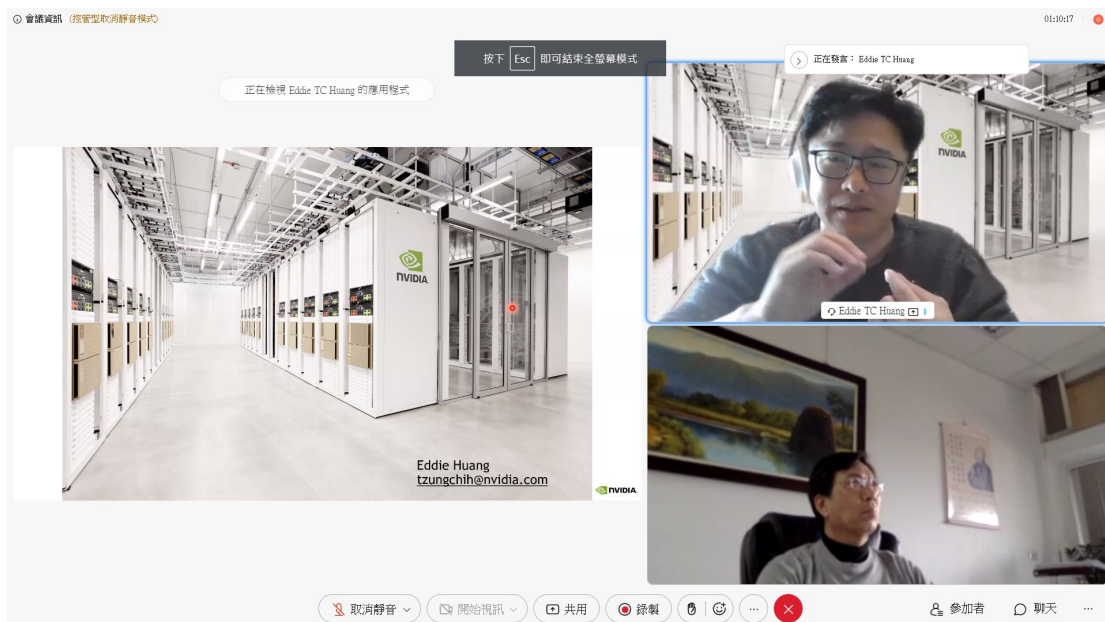 會議資訊 (控管型取消靜音模式)
01:10:17
按下 Esc 即可結束全螢幕模式
正在發言： Eddie TC Huang
正在檢視 Eddie TC Huang 的應用程式
NVIDIA
NVIDIA
Eddie TC Huang
Eddie Huang
tzungchih@nvidia.com
NVIDIA
取消靜音
開始視訊
共用
錄製
參加者
聊天